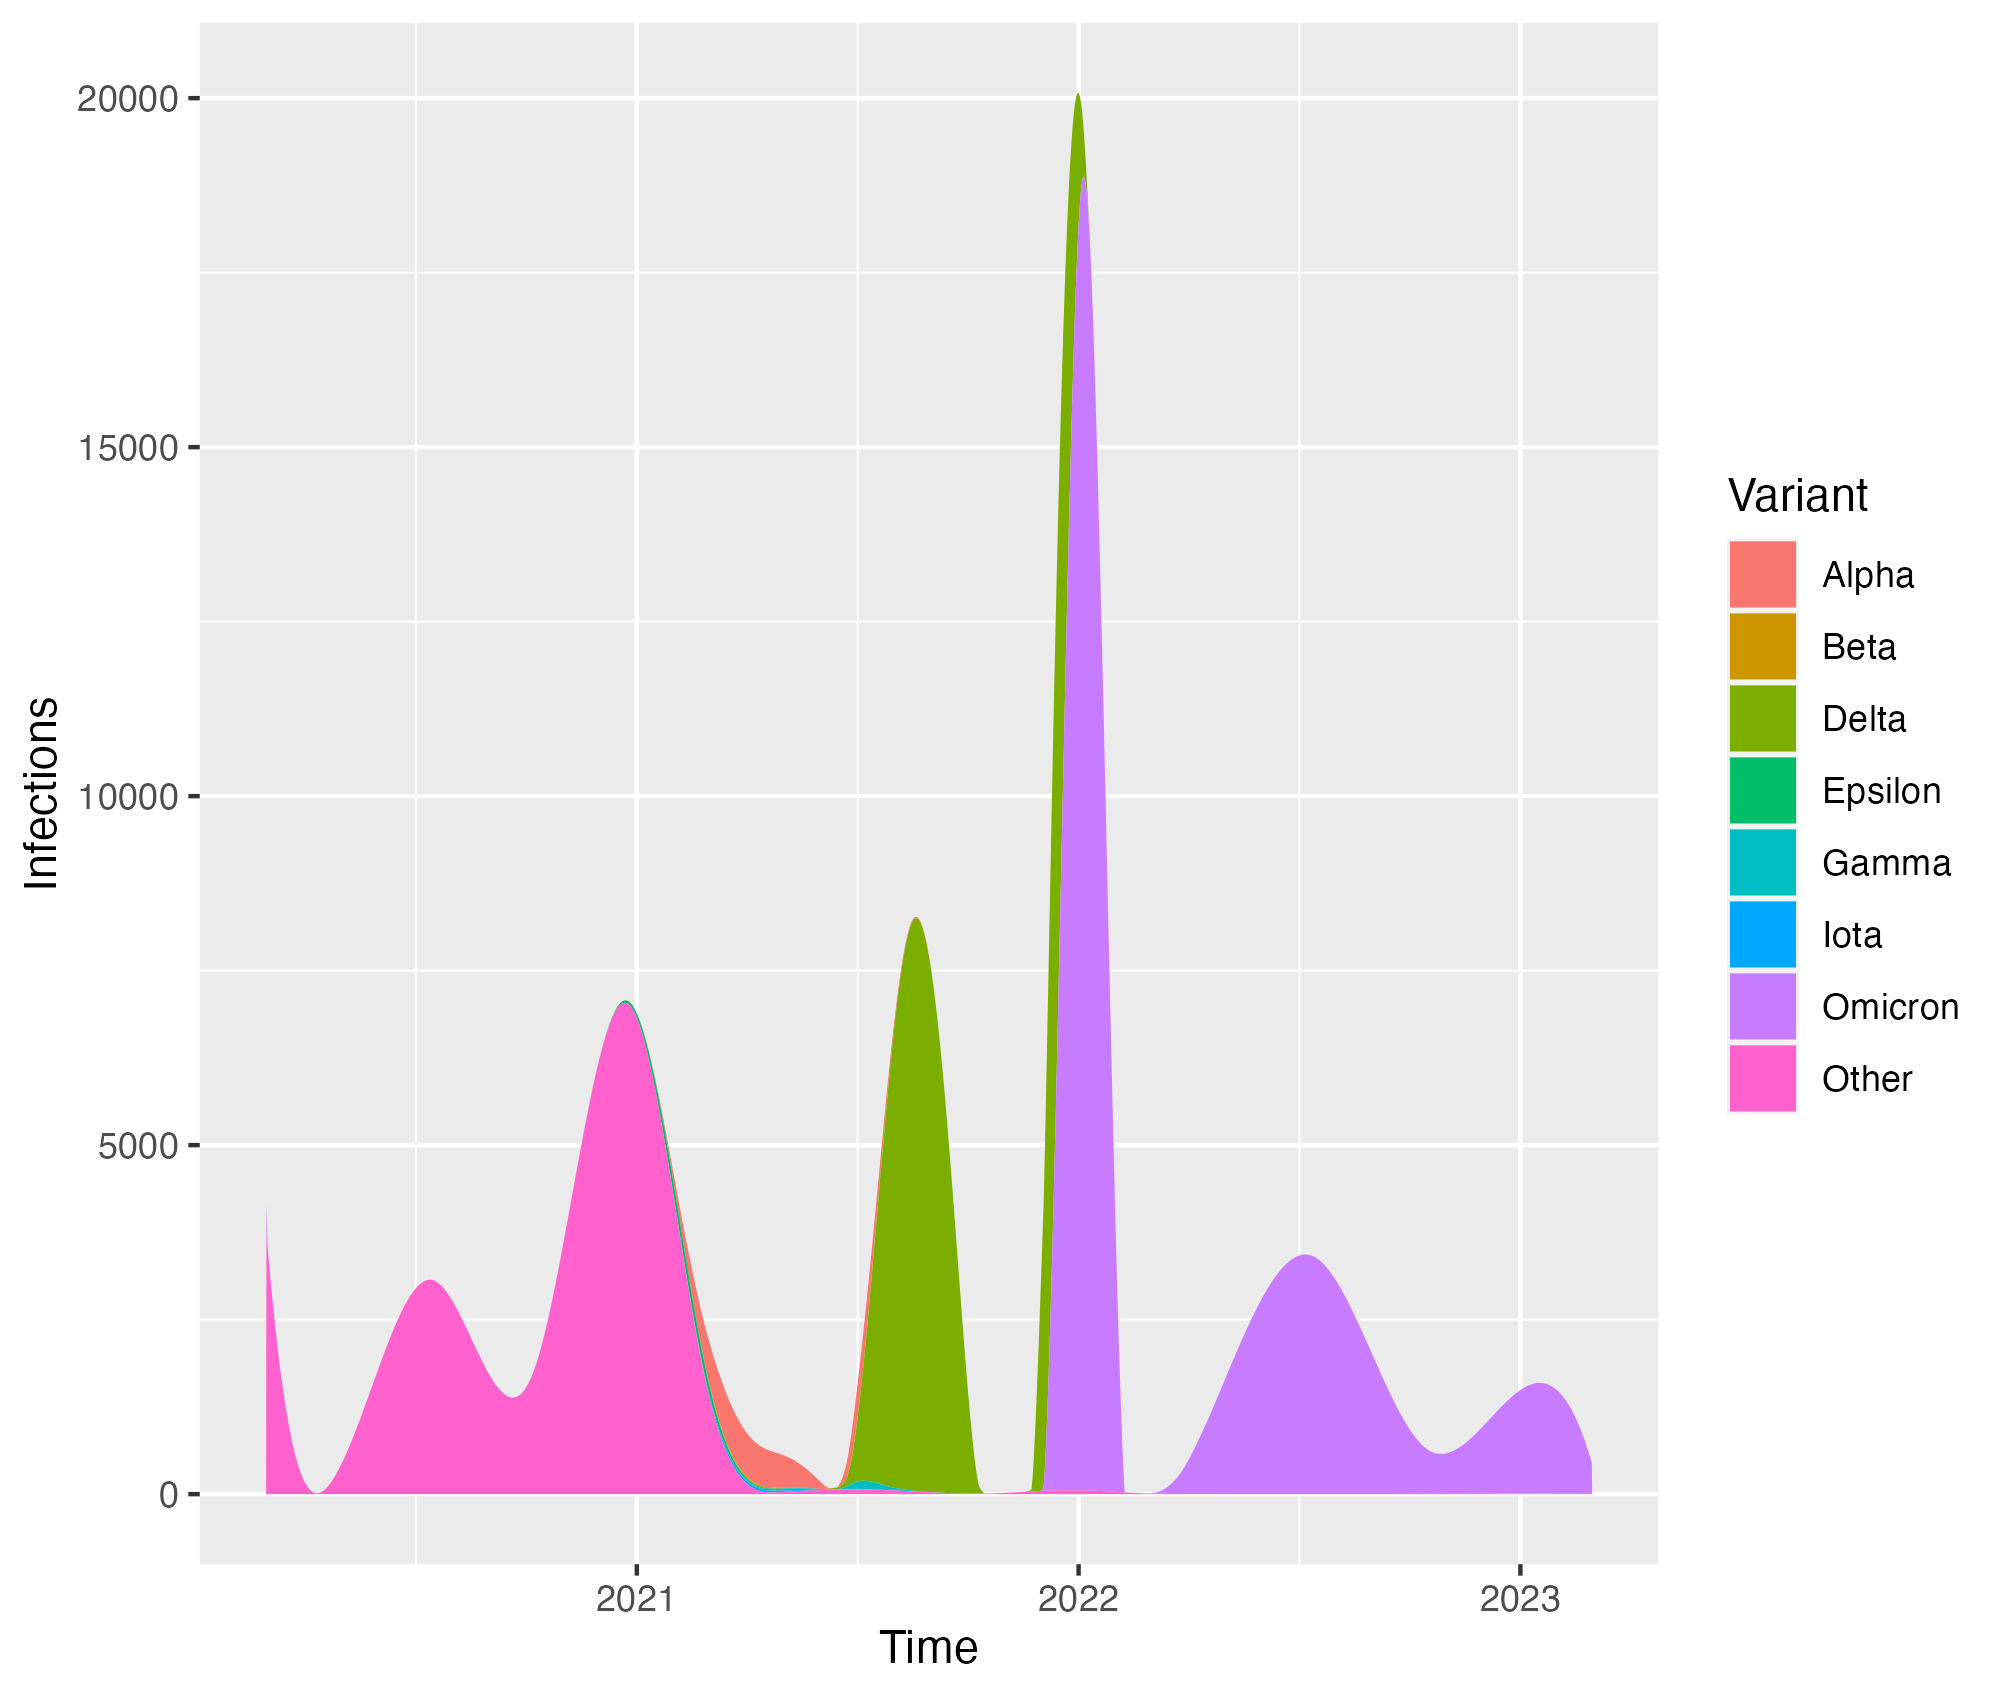 20000
15000
10000
5000
0
Infections
2021
2022
2023
Time
Variant
Alpha
Beta
Delta
Epsilon
Gamma
Iota
Omicron
Other